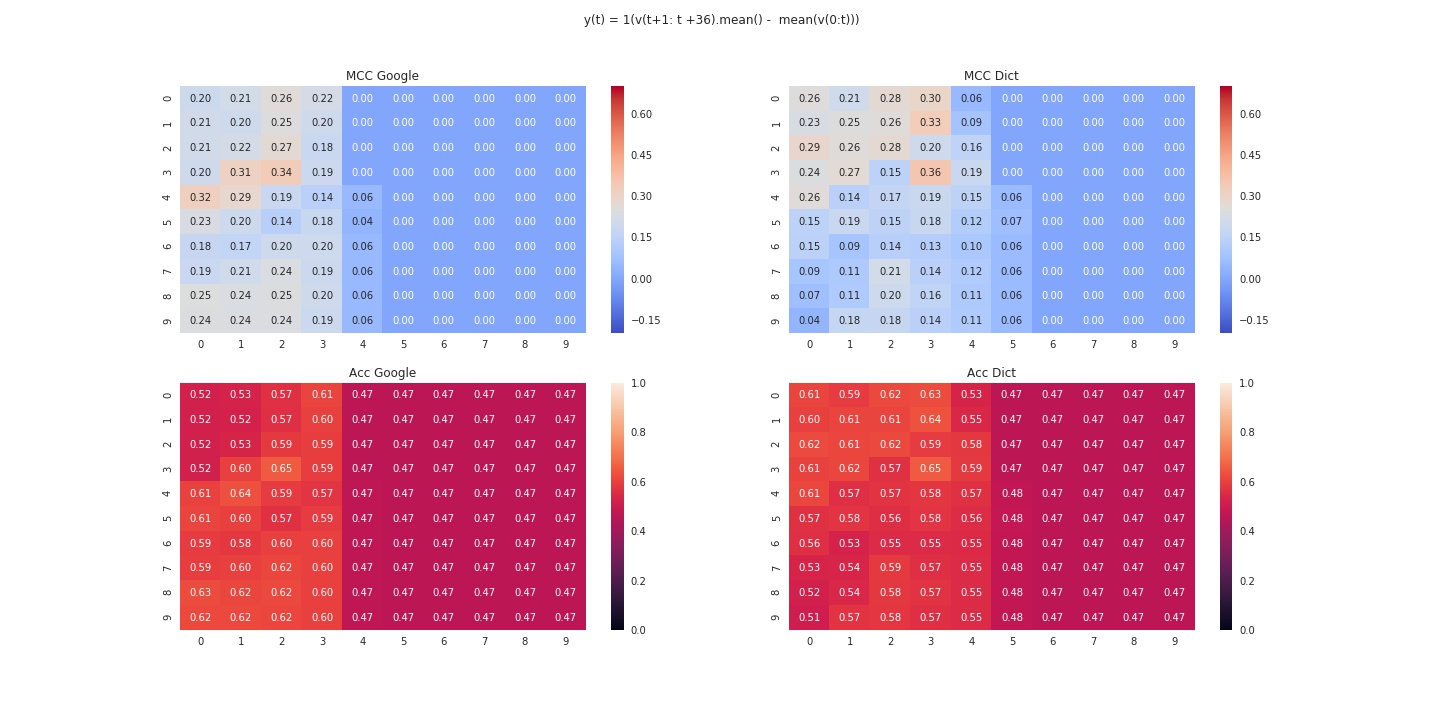 y(t) = 1(v(t+1: t +36).mean() -  mean(v(0:t)))
MCC Google
0 0.20 0.21 0.26 0.22 0.00 0.00 0.00 0.00 0.00 0.00
1 0.21 0.20 0.25 0.20 0.00 0.00 0.00 0.00 0.00 0.00
2 0.21 0.22 0.27 0.18 0.00 0.00 0.00 0.00 0.00 0.00
3 0.20 0.31 0.34 0.19 0.00 0.00 0.00 0.00 0.00 0.00
4 0.32 0.29 0.19 0.14 0.06 0.00 0.00 0.00 0.00 0.00
5 0.23 0.20 0.14 0.18 0.04 0.00 0.00 0.00 0.00 0.00
6 0.18 0.17 0.20 0.20 0.06 0.00 0.00 0.00 0.00 0.00
7 0.19 0.21 0.24 0.19 0.06 0.00 0.00 0.00 0.00 0.00
8 0.25 0.24 0.25 0.20 0.06 0.00 0.00 0.00 0.00 0.00
9 0.24 0.24 0.24 0.19 0.06 0.00 0.00 0.00 0.00 0.00
0 1 2 3 4 5 6 7 8 9
0.60
0.45
0.30
0.15
0.00
−0.15
MCC Dict
0 0.26 0.21 0.28 0.30 0.06 0.00 0.00 0.00 0.00 0.00
1 0.23 0.25 0.26 0.33 0.09 0.00 0.00 0.00 0.00 0.00
2 0.29 0.26 0.28 0.20 0.16 0.00 0.00 0.00 0.00 0.00
3 0.24 0.27 0.15 0.36 0.19 0.00 0.00 0.00 0.00 0.00
4 0.26 0.14 0.17 0.19 0.15 0.06 0.00 0.00 0.00 0.00
5 0.15 0.19 0.15 0.18 0.12 0.07 0.00 0.00 0.00 0.00
6 0.15 0.09 0.14 0.13 0.10 0.06 0.00 0.00 0.00 0.00
7 0.09 0.11 0.21 0.14 0.12 0.06 0.00 0.00 0.00 0.00
8 0.07 0.11 0.20 0.16 0.11 0.06 0.00 0.00 0.00 0.00
9 0.04 0.18 0.18 0.14 0.11 0.06 0.00 0.00 0.00 0.00
0 1 2 3 4 5 6 7 8 9
0.60
0.45
0.30
0.15
0.00
−0.15
Acc Google
0 0.52 0.53 0.57 0.61 0.47 0.47 0.47 0.47 0.47 0.47
1 0.52 0.52 0.57 0.60 0.47 0.47 0.47 0.47 0.47 0.47
2 0.52 0.53 0.59 0.59 0.47 0.47 0.47 0.47 0.47 0.47
3 0.52 0.60 0.65 0.59 0.47 0.47 0.47 0.47 0.47 0.47
4 0.61 0.64 0.59 0.57 0.47 0.47 0.47 0.47 0.47 0.47
5 0.61 0.60 0.57 0.59 0.47 0.47 0.47 0.47 0.47 0.47
6 0.59 0.58 0.60 0.60 0.47 0.47 0.47 0.47 0.47 0.47
7 0.59 0.60 0.62 0.60 0.47 0.47 0.47 0.47 0.47 0.47
8 0.63 0.62 0.62 0.60 0.47 0.47 0.47 0.47 0.47 0.47
9 0.62 0.62 0.62 0.60 0.47 0.47 0.47 0.47 0.47 0.47
0 1 2 3 4 5 6 7 8 9
1.0
0.8
0.6
0.4
0.2
0.0
Acc Dict
0 0.61 0.59 0.62 0.63 0.53 0.47 0.47 0.47 0.47 0.47
1 0.60 0.61 0.61 0.64 0.55 0.47 0.47 0.47 0.47 0.47
2 0.62 0.61 0.62 0.59 0.58 0.47 0.47 0.47 0.47 0.47
3 0.61 0.62 0.57 0.65 0.59 0.47 0.47 0.47 0.47 0.47
4 0.61 0.57 0.57 0.58 0.57 0.48 0.47 0.47 0.47 0.47
5 0.57 0.58 0.56 0.58 0.56 0.48 0.47 0.47 0.47 0.47
6 0.56 0.53 0.55 0.55 0.55 0.48 0.47 0.47 0.47 0.47
7 0.53 0.54 0.59 0.57 0.55 0.48 0.47 0.47 0.47 0.47
8 0.52 0.54 0.58 0.57 0.55 0.48 0.47 0.47 0.47 0.47
9 0.51 0.57 0.58 0.57 0.55 0.48 0.47 0.47 0.47 0.47
0 1 2 3 4 5 6 7 8 9
1.0
0.8
0.6
0.4
0.2
0.0